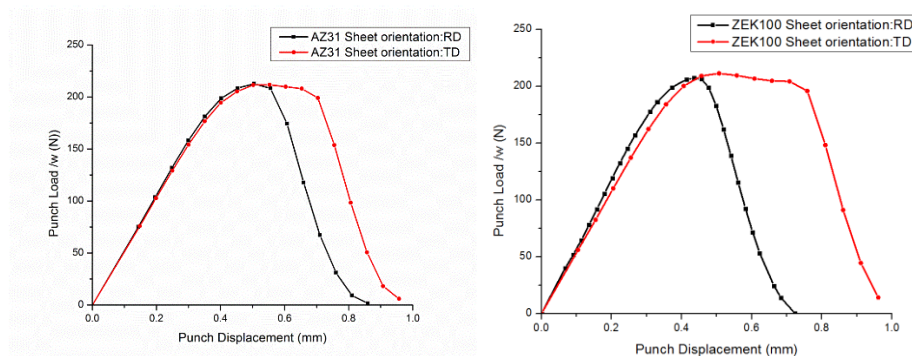 AZ31 Sheet orientation:RD
AZ31 Sheet orientation:TD
250
200
150
100
50
0
Punch Load /w (N))
0.0 0.2 0.4 0.6 0.8 1.0
Punch Displacement (mm)
ZEK100 Sheet orientation:RD
ZEK100 Sheet orientation:TD
250
200
150
100
50
0
Punch Load /w (N)
0.0 0.2 0.4 0.6 0.8 1.0
Punch Displacement (mm)